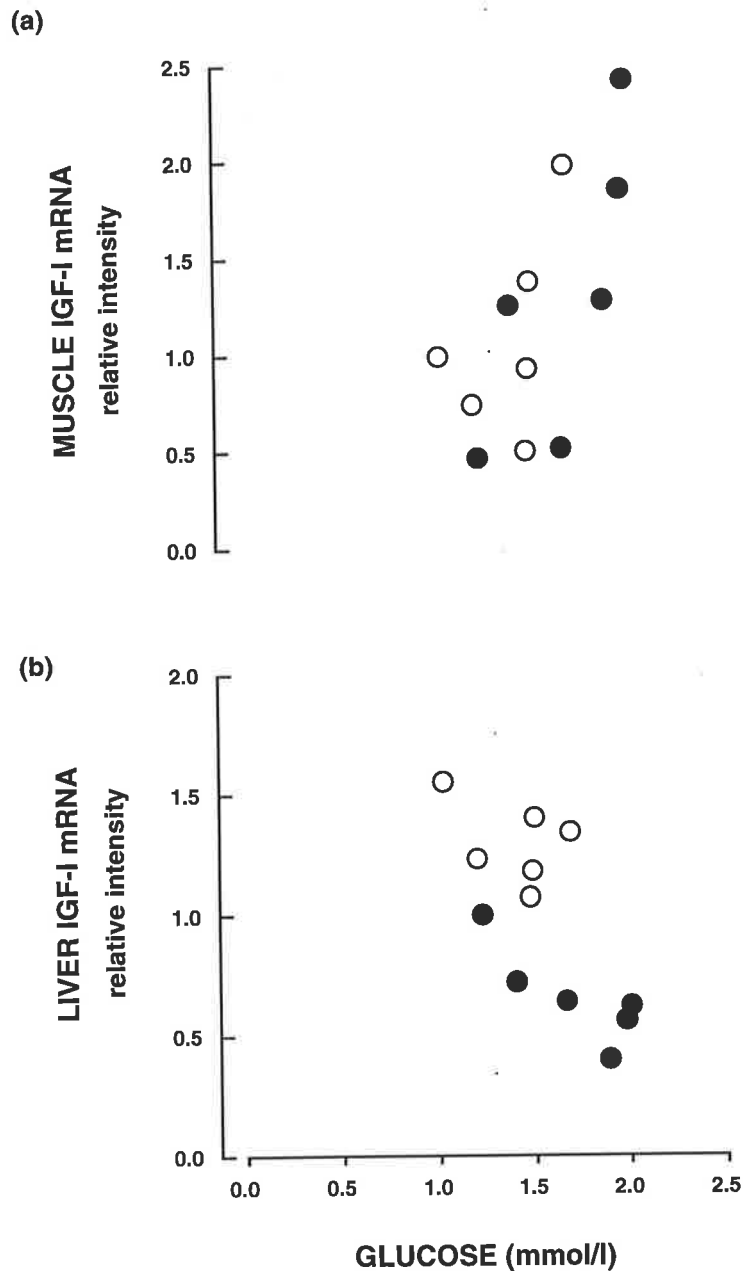 (a)
MUSCLE IGF-I mRNA
relative intensity
2.5
2.0
1.5
1.0
0.5
0.0
(b)
LIVER IGF-I mRNA
relative intensity
2.0
1.5
1.0
0.5
0.0
0.0 0.5 1.0 1.5 2.0 2.5
GLUCOSE (mmol/l)